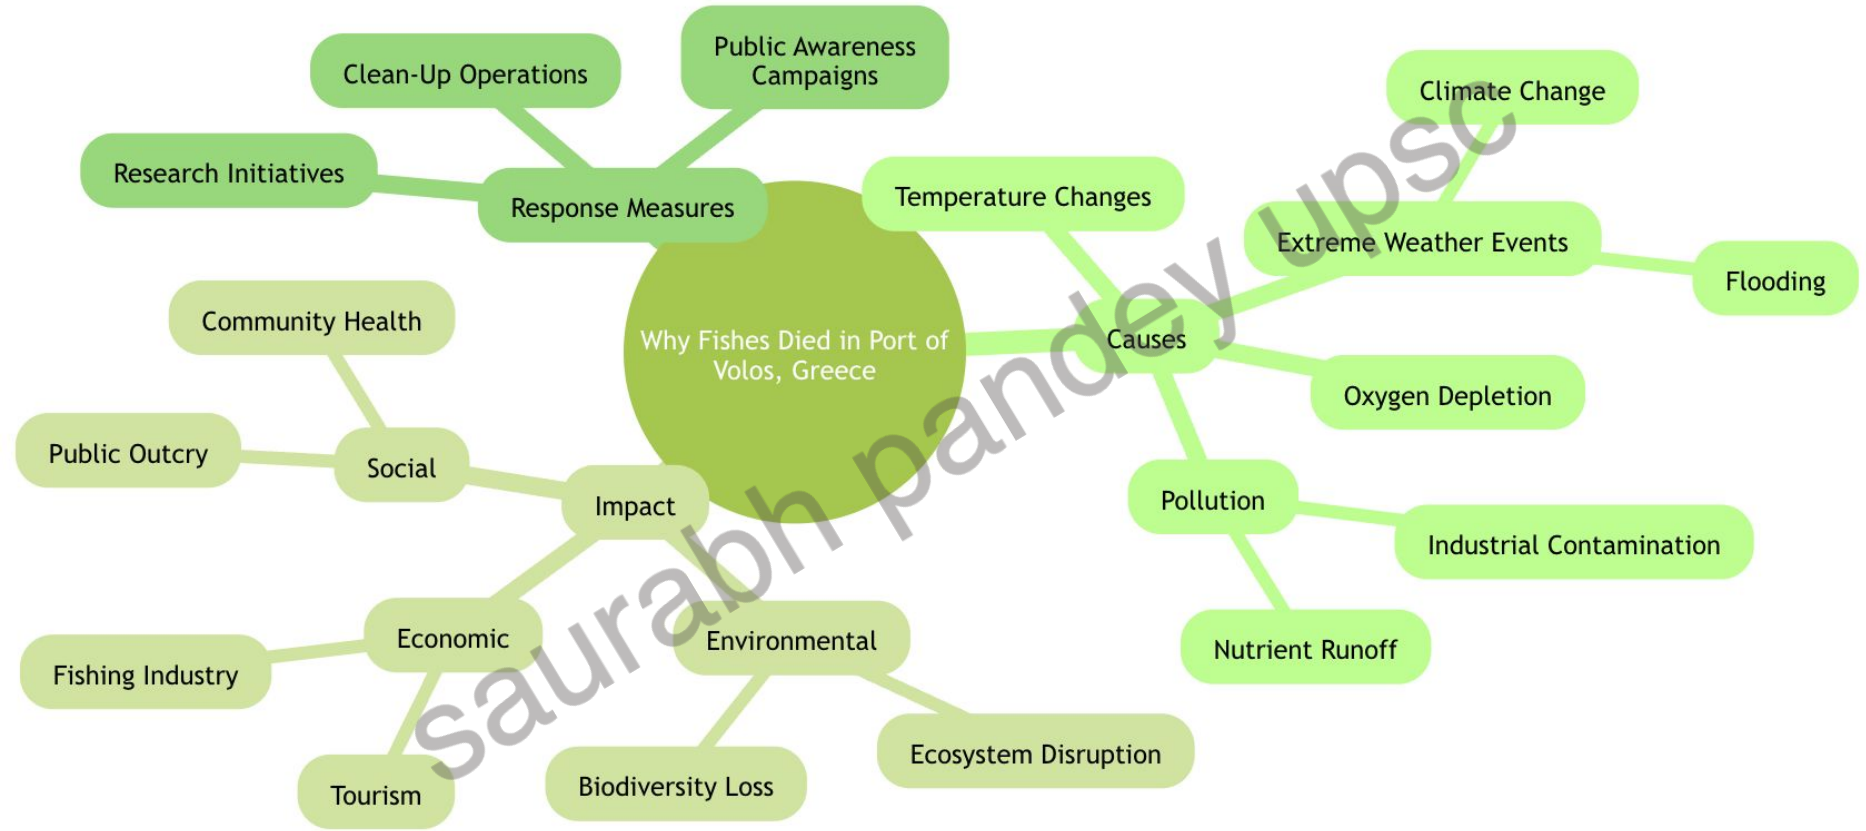 Public Awareness
Campaigns
Clean-Up Operations
Research Initiatives
Response Measures
Why Fishes Died in Port of
Volos, Greece
Causes
Temperature Changes
Extreme Weather Events
Climate Change
Flooding
Oxygen Depletion
Pollution
Industrial Contamination
Nutrient Runoff
Impact
Social
Community Health
Public Outcry
Economic
Fishing Industry
Tourism
Environmental
Biodiversity Loss
Ecosystem Disruption
saurabh pandey upsc